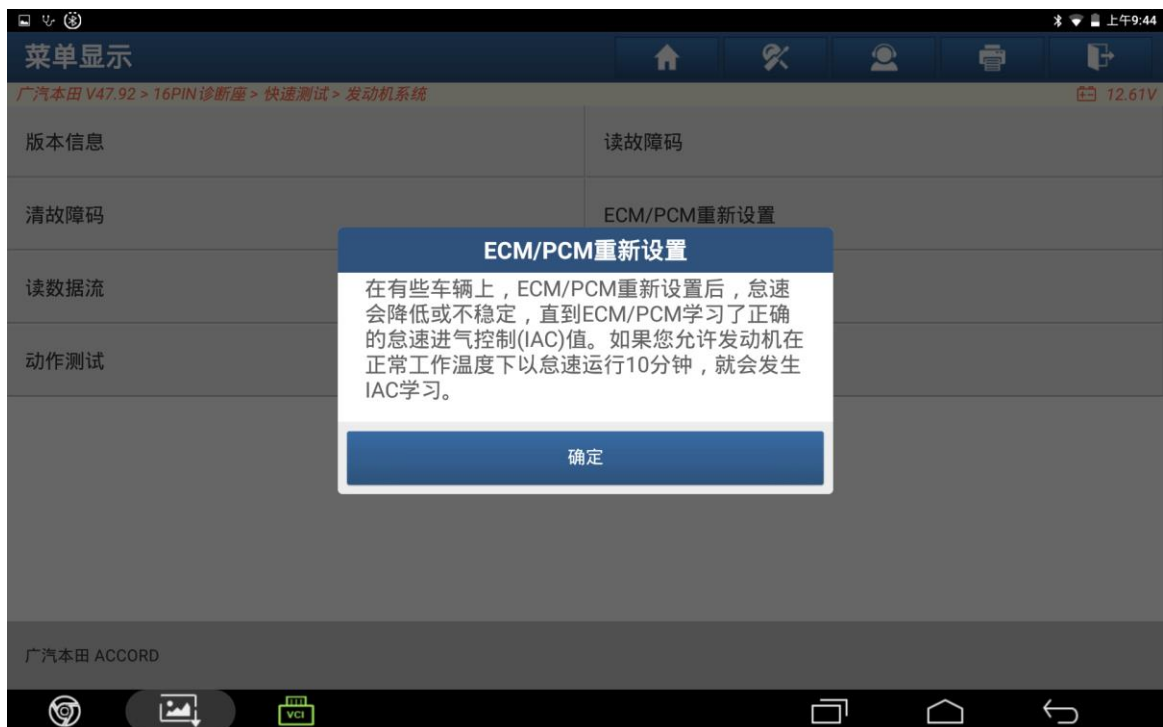 上午9:44
菜单显示
广汽本田 V47.92 > 16PIN诊断座 > 快速测试 > 发动机系统
12.61V
版本信息
读故障码
清故障码
ECM/PCM重新设置
ECM/PCM重新设置
读数据流
在有些车辆上，ECM/PCM重新设置后，怠速
会降低或不稳定，直到ECM/PCM学习了正确
的怠速进气控制(IAC)值。如果您允许发动机在
正常工作温度下以怠速运行10分钟，就会发生
IAC学习。
动作测试
确定
广汽本田 ACCORD
VCI